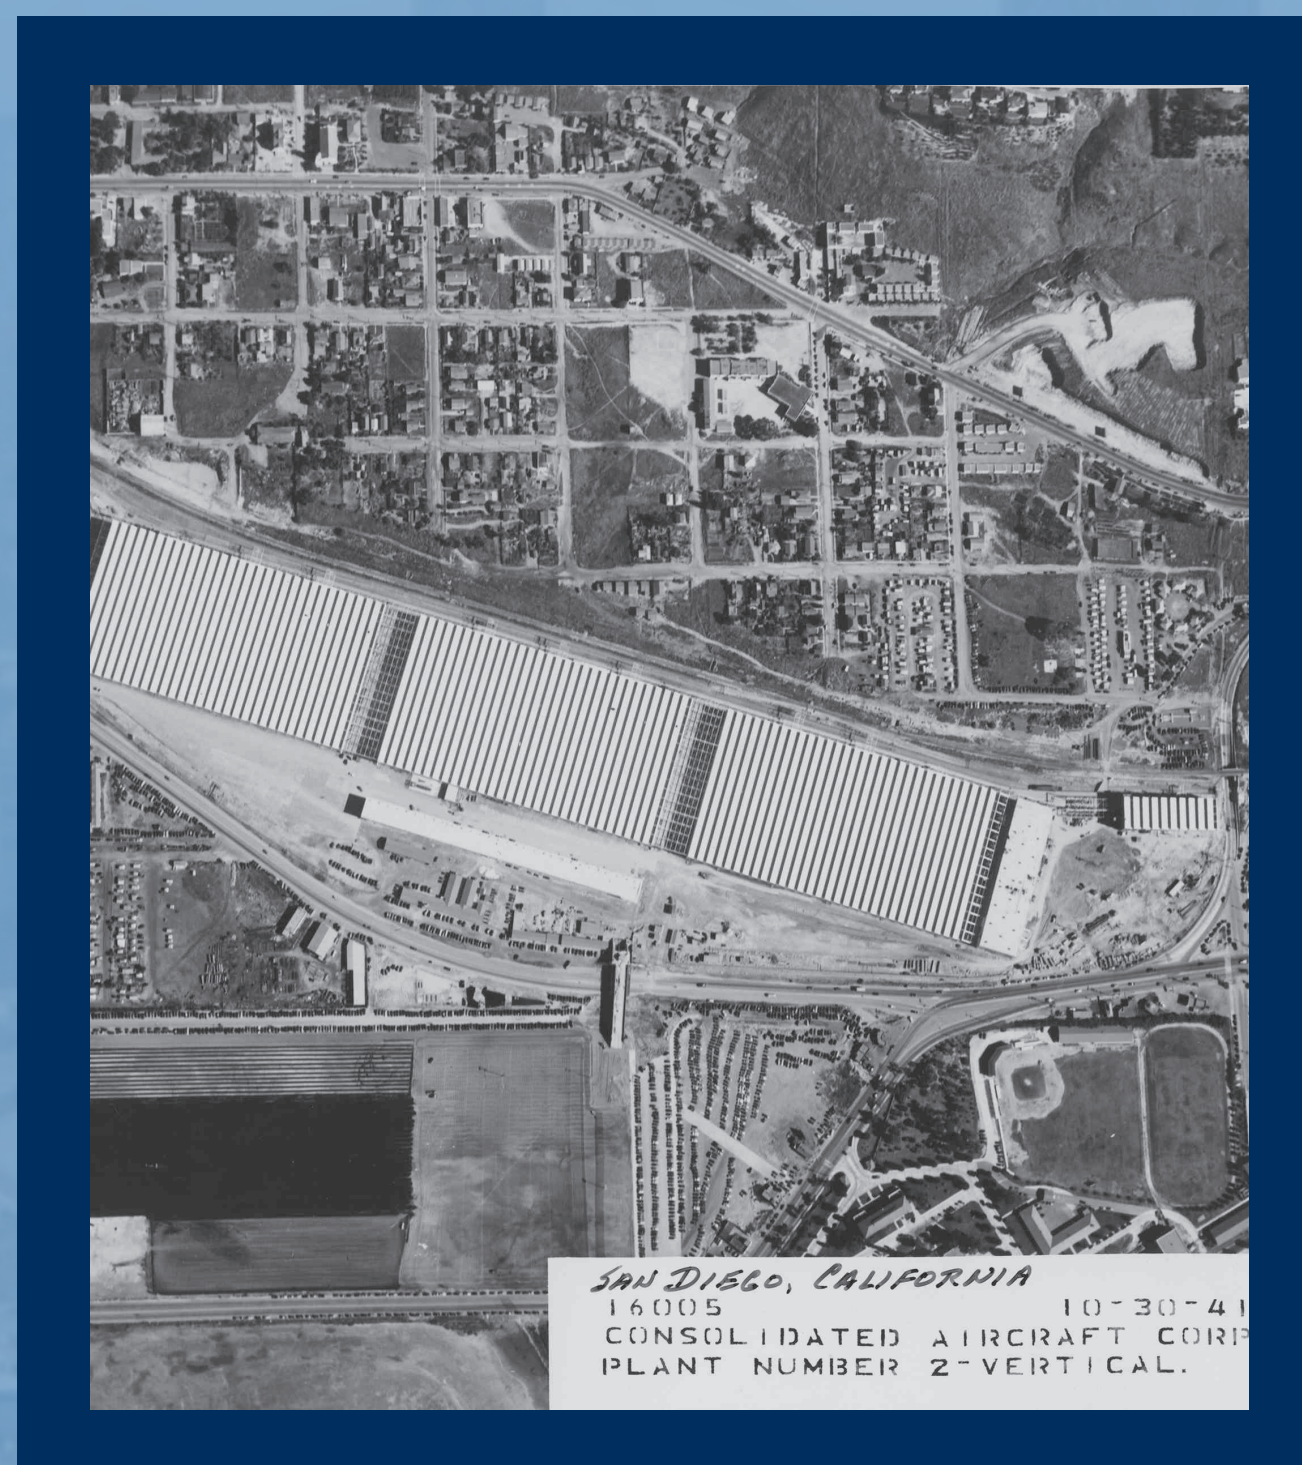 SAN DIEGO, CALIFORNIA
16005 10-30-41
CONSOLIDATED AIRCRAFT CORP
PLANT NUMBER 2-VERTICAL.